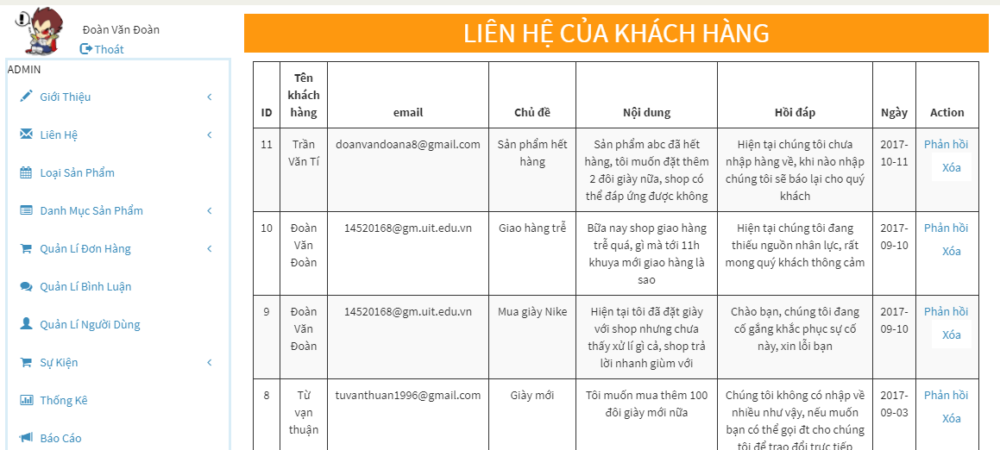 Đoàn Văn Đoàn
Thoát
ADMIN
Giới Thiệu
Liên Hệ
Loại Sản Phẩm
Danh Mục Sản Phẩm
Quản Lí Đơn Hàng
Quản Lí Bình Luận
Quản Lí Người Dùng
Sự Kiện
Thống Kê
Báo Cáo
LIÊN HỆ CỦA KHÁCH HÀNG
ID
Tên
khách
hàng
email
Chủ đề
Nội dung
Hồi đáp
Ngày
Action
11
Trần
Văn Tí
doanvandoana8@gmail.com
Sản phẩm hết
hàng
Sản phẩm abc đã hết
hàng, tôi muốn đặt thêm
2 đôi giày nữa, shop có
thể đáp ứng được không
Hiện tại chúng tôi chưa
nhập hàng về, khi nào nhập
chúng tôi sẽ báo lại cho quý
khách
2017-
10-11
Phản hồi
Xóa
10
Đoàn
Văn
Đoàn
14520168@gm.uit.edu.vn
Giao hàng trễ
Bữa nay shop giao hàng
trễ quá, gì mà tới 11h
khuya mới giao hàng là
sao
Hiện tại chúng tôi đang
thiếu nguồn nhân lực, rất
mong quý khách thông cảm
2017-
09-10
Phản hồi
Xóa
9
Đoàn
Văn
Đoàn
14520168@gm.uit.edu.vn
Mua giày Nike
Hiện tại tôi đã đặt giày
với shop nhưng chưa
thấy xử lí gì cả, shop trả
lời nhanh giùm với
Chào bạn, chúng tôi đang
cố gắng khắc phục sự cố
này, xin lỗi bạn
2017-
09-10
Phản hồi
Xóa
8
Từ
vạn
thuận
tuvanthuan1996@gmail.com
Giày mới
Tôi muốn mua thêm 100
đôi giày mới nữa
Chúng tôi không có nhập về
nhiều như vậy, nếu muốn
bạn có thể gọi đt cho chúng
tôi để trao đổi trực tiếp
2017-
09-03
Phản hồi
Xóa